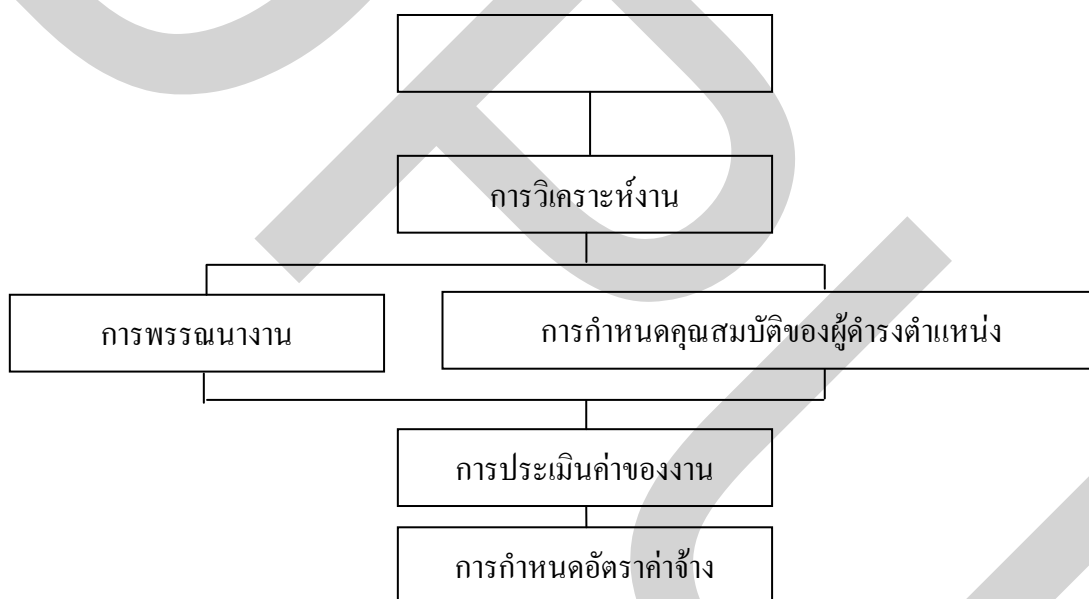 การวิเคราะห์งาน
การพรรณนางาน
การกำหนดคุณสมบัติของผู้ดำรงตำแหน่ง
การประเมินค่าของงาน
การกำหนดอัตราค่าจ้าง